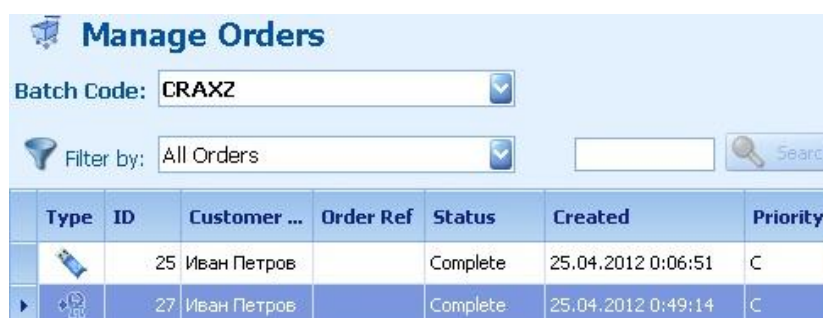 Manage Orders
Batch Code: CRAXZ
Filter by: All Orders
Type ID Customer ... Order Ref Status Created Priority
25 Иван Петров Complete 25.04.2012 0:06:51 C
27 Иван Петров Complete 25.04.2012 0:49:14 C